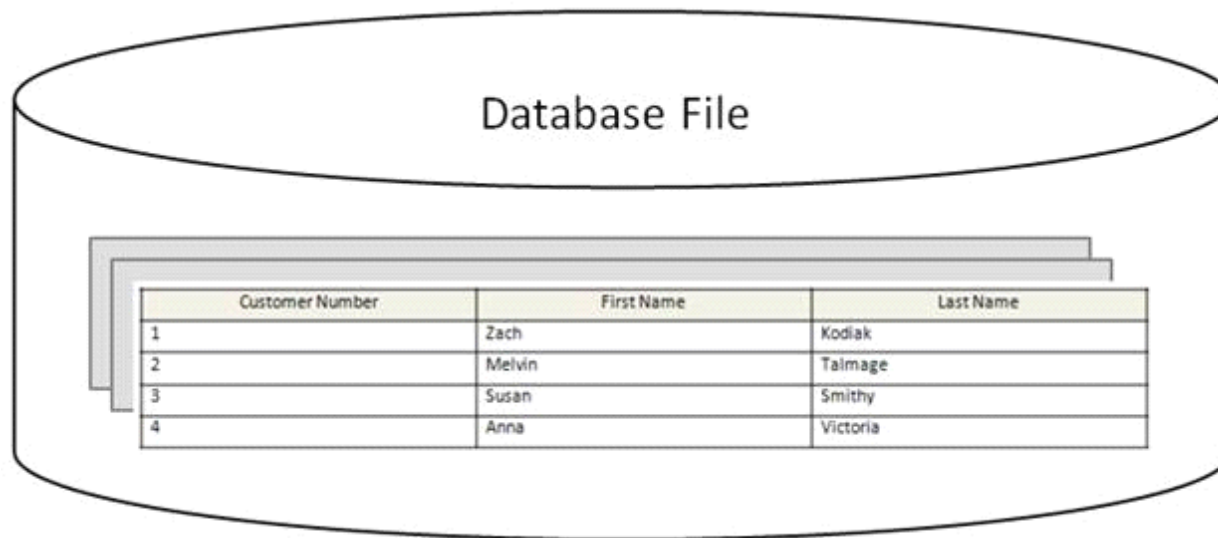 Database File
Customer Number First Name Last Name
1 Zach Kodiak
2 Melvin Talmage
3 Susan Smithy
4 Anna Victoria